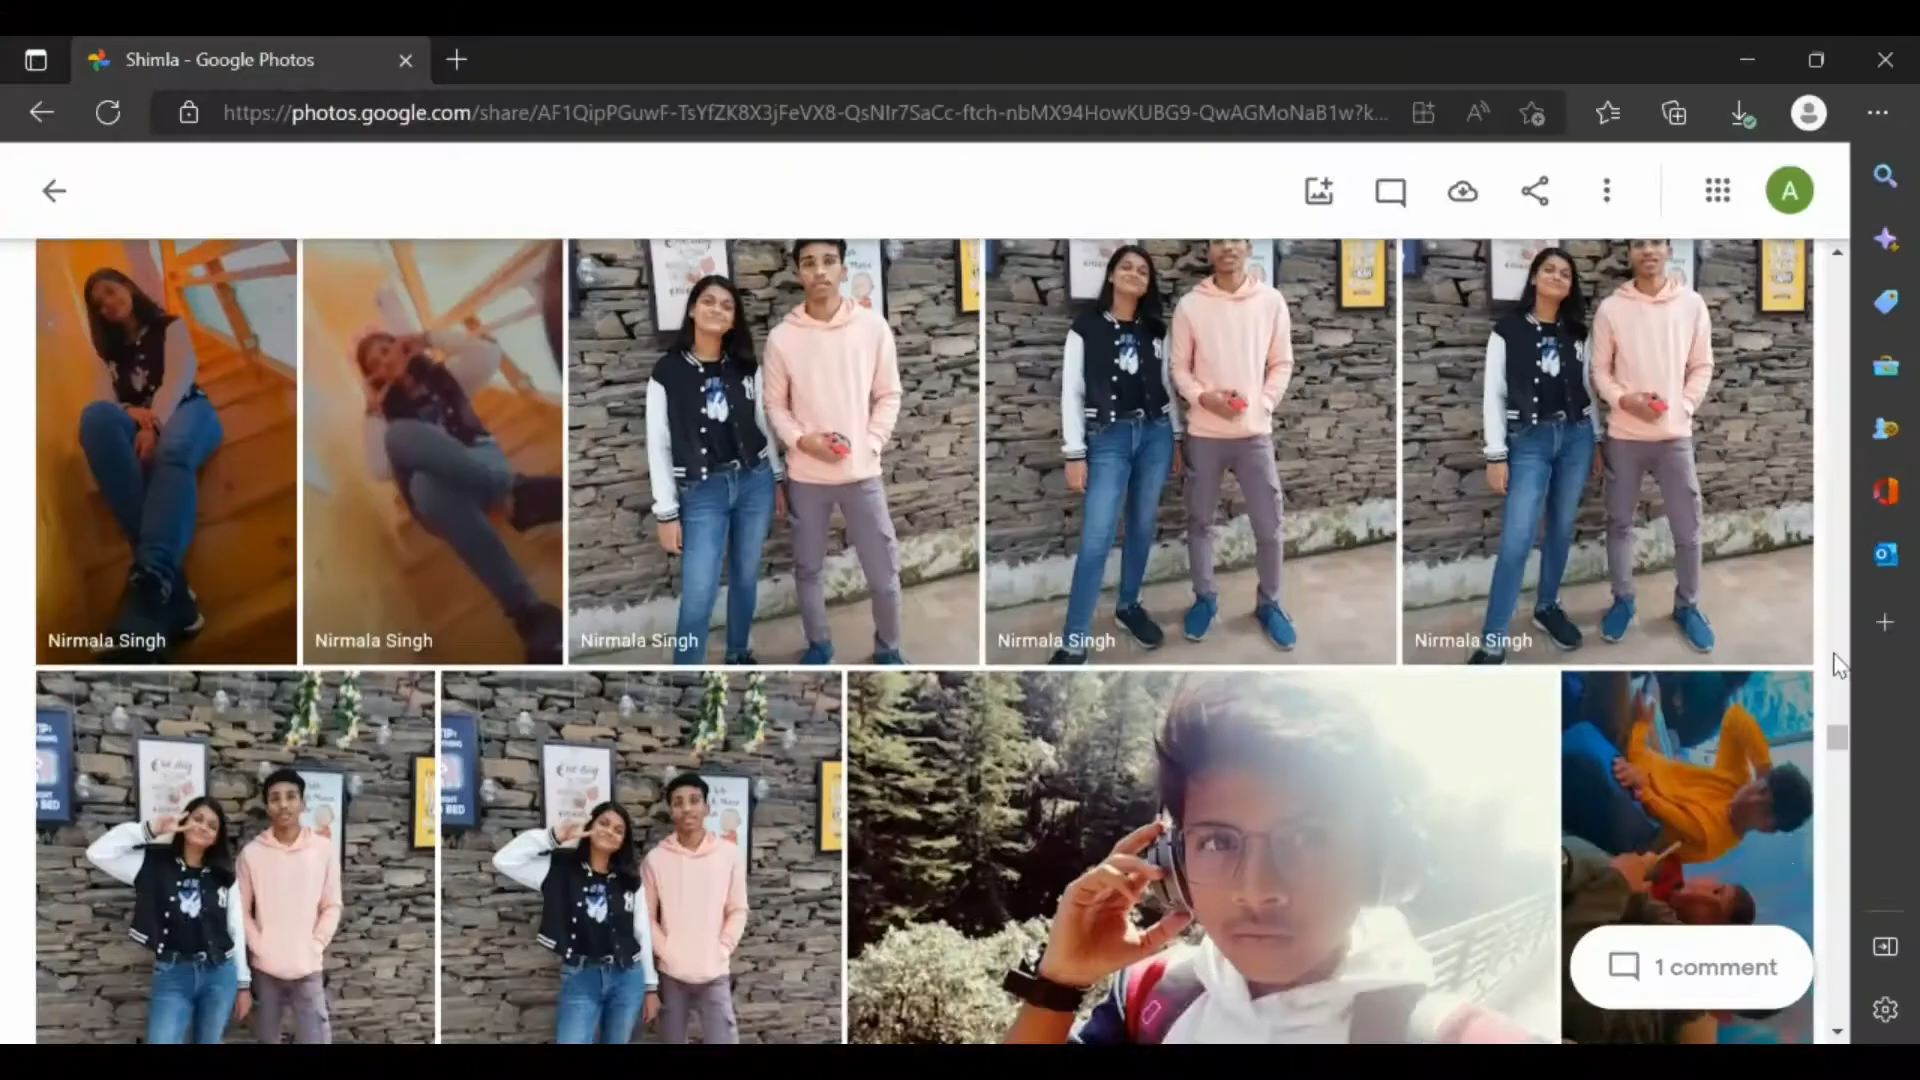 Shimla - Google Photos
https://photos.google.com/share/AF1QipPGuwF-TsYfZK8X3jFeVX8-QsNIr7SaCc-ftch-nbMX94HowKUBG9-QwAGMoNaB1w?k...
A
Nirmala Singh
Nirmala Singh
Nirmala Singh
Nirmala Singh
Nirmala Singh
1 comment